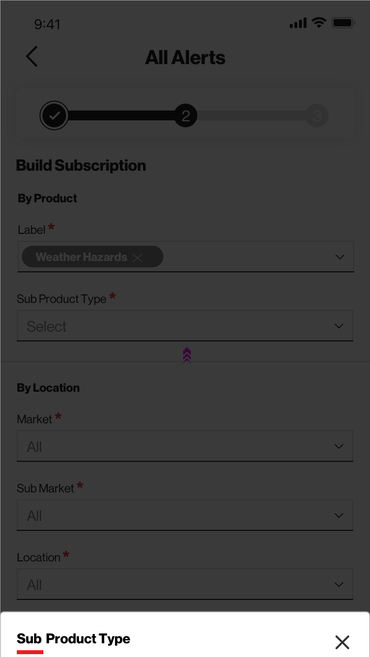 9:41
All Alerts
2
3
Build Subscription
By Product
Label *
Weather Hazards
Sub Product Type *
Select
By Location
Market *
All
Sub Market *
All
Location *
All
Sub Product Type